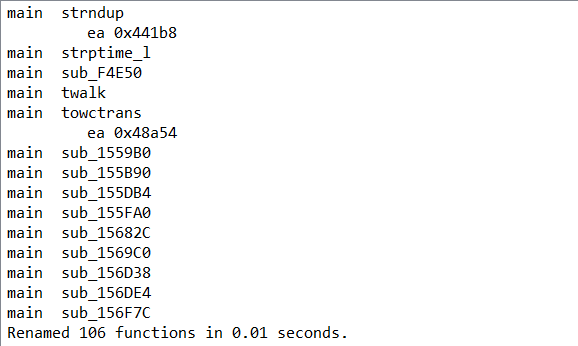 main  strndup
ea 0x441b8
main  strptime_l
main  sub_F4E50
main  twalk
main  towctrans
ea 0x48a54
main  sub_1559B0
main  sub_155B90
main  sub_155DB4
main  sub_155FA0
main  sub_15682C
main  sub_1569C0
main  sub_156D38
main  sub_156DE4
main  sub_156F7C
Renamed 106 functions in 0.01 seconds.